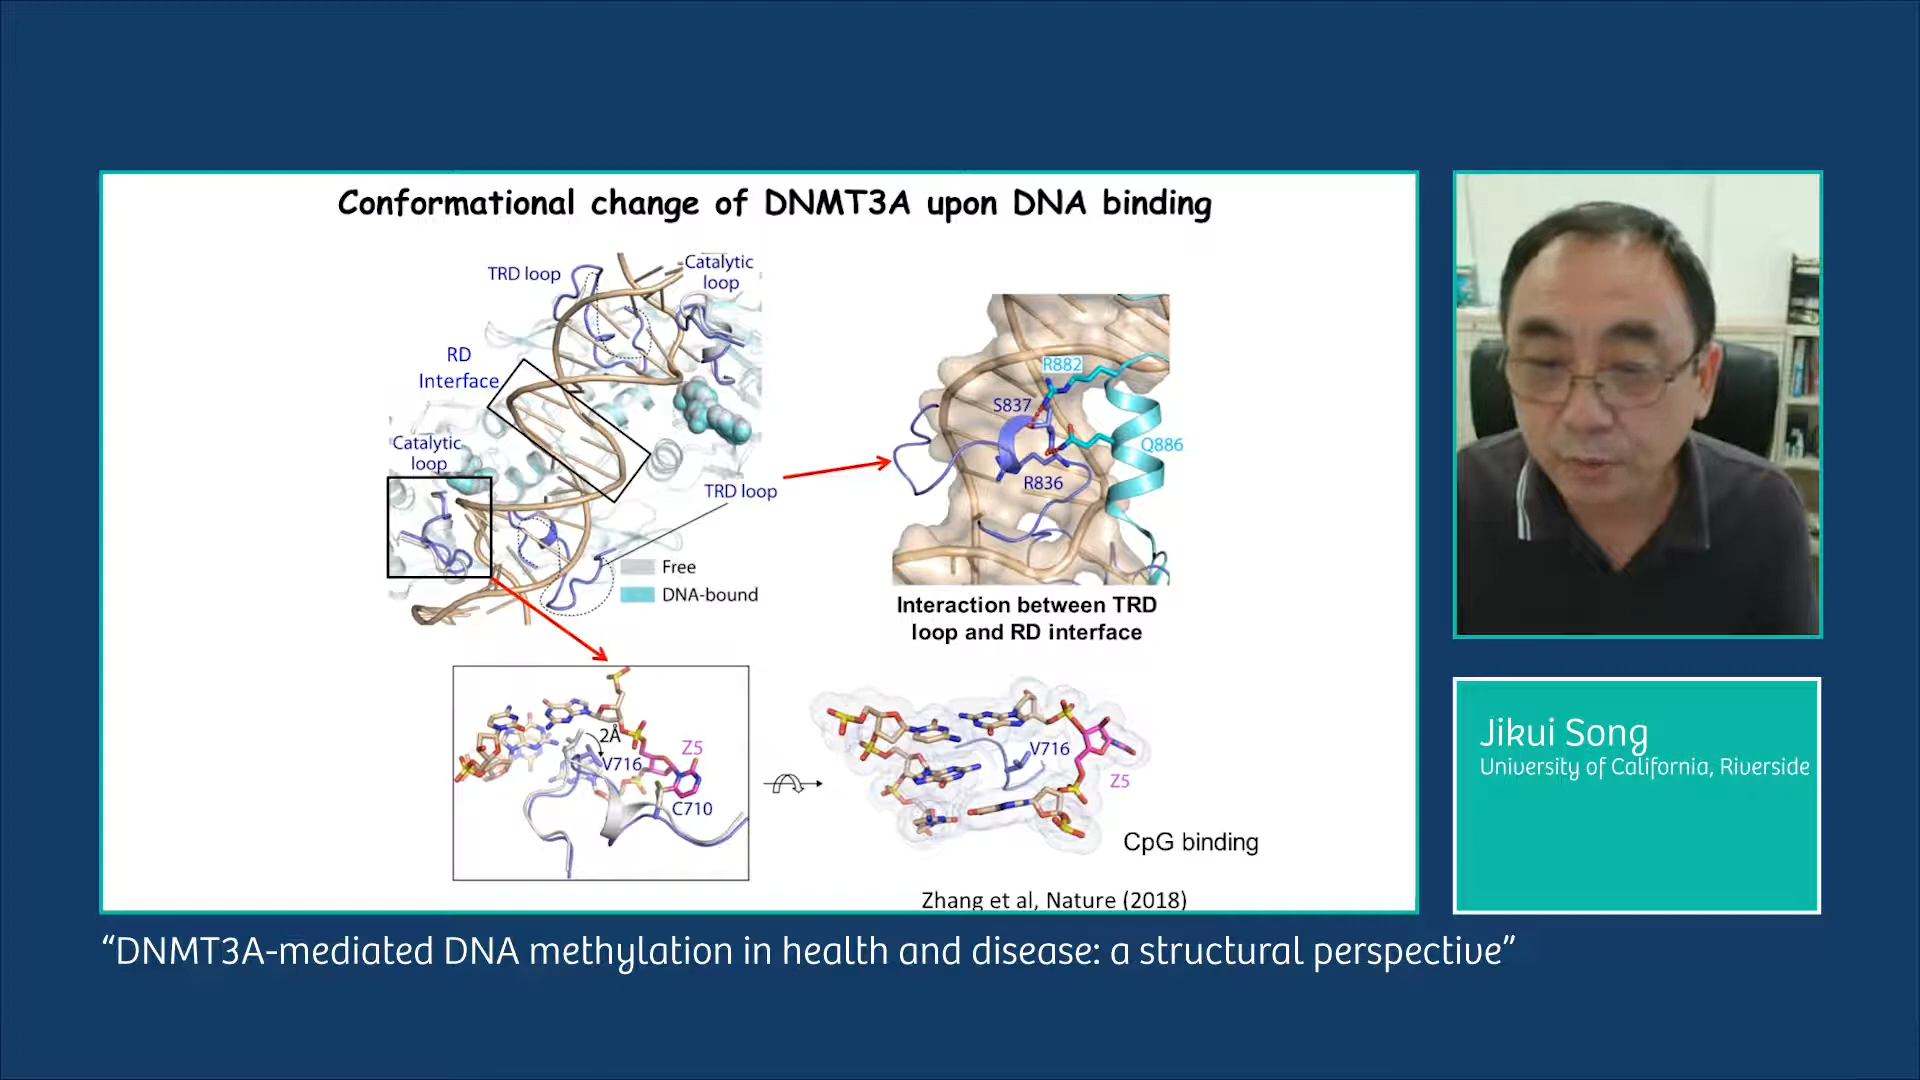 Conformational change of DNMT3A upon DNA binding
TRD loop
Catalytic
loop
RD
Interface
Catalytic
loop
TRD loop
Free
DNA-bound
R882
S837
Q886
R836
Interaction between TRD
loop and RD interface
2Å
V716
Z5
C710
V716
Z5
CpG binding
Zhang et al, Nature (2018)
Jikui Song
University of California, Riverside
“DNMT3A-mediated DNA methylation in health and disease: a structural perspective”